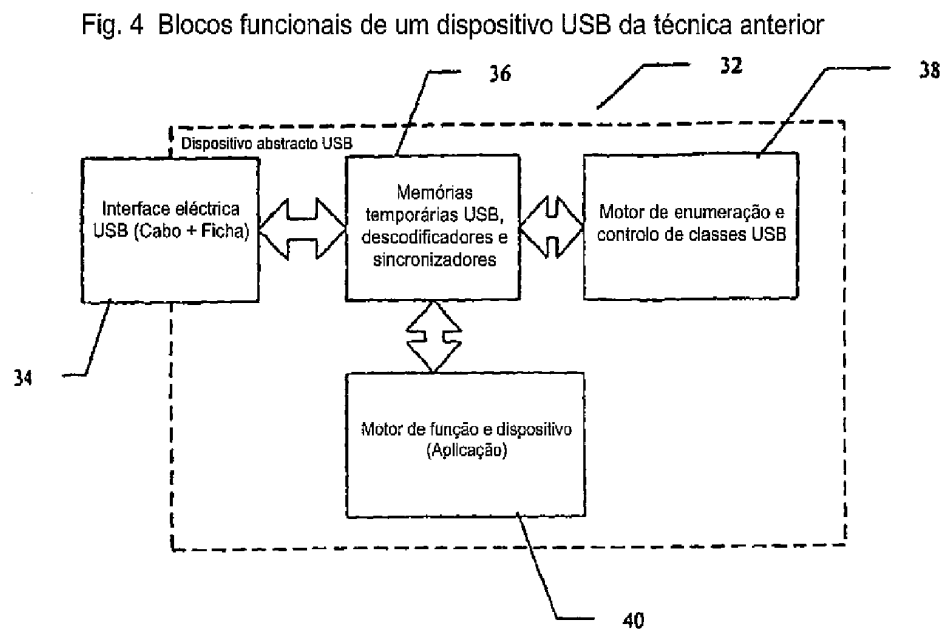 Fig. 4 Blocos funcionais de um dispositivo USB da técnica anterior
36
32
38
Dispositivo abstracto USB
Interface eléctrica
USB (Cabo + Ficha)
Memórias
temporárias USB,
descodificadores e
sincronizadores
Motor de enumeração e
controlo de classes USB
34
Motor de função e dispositivo
(Aplicação)
40